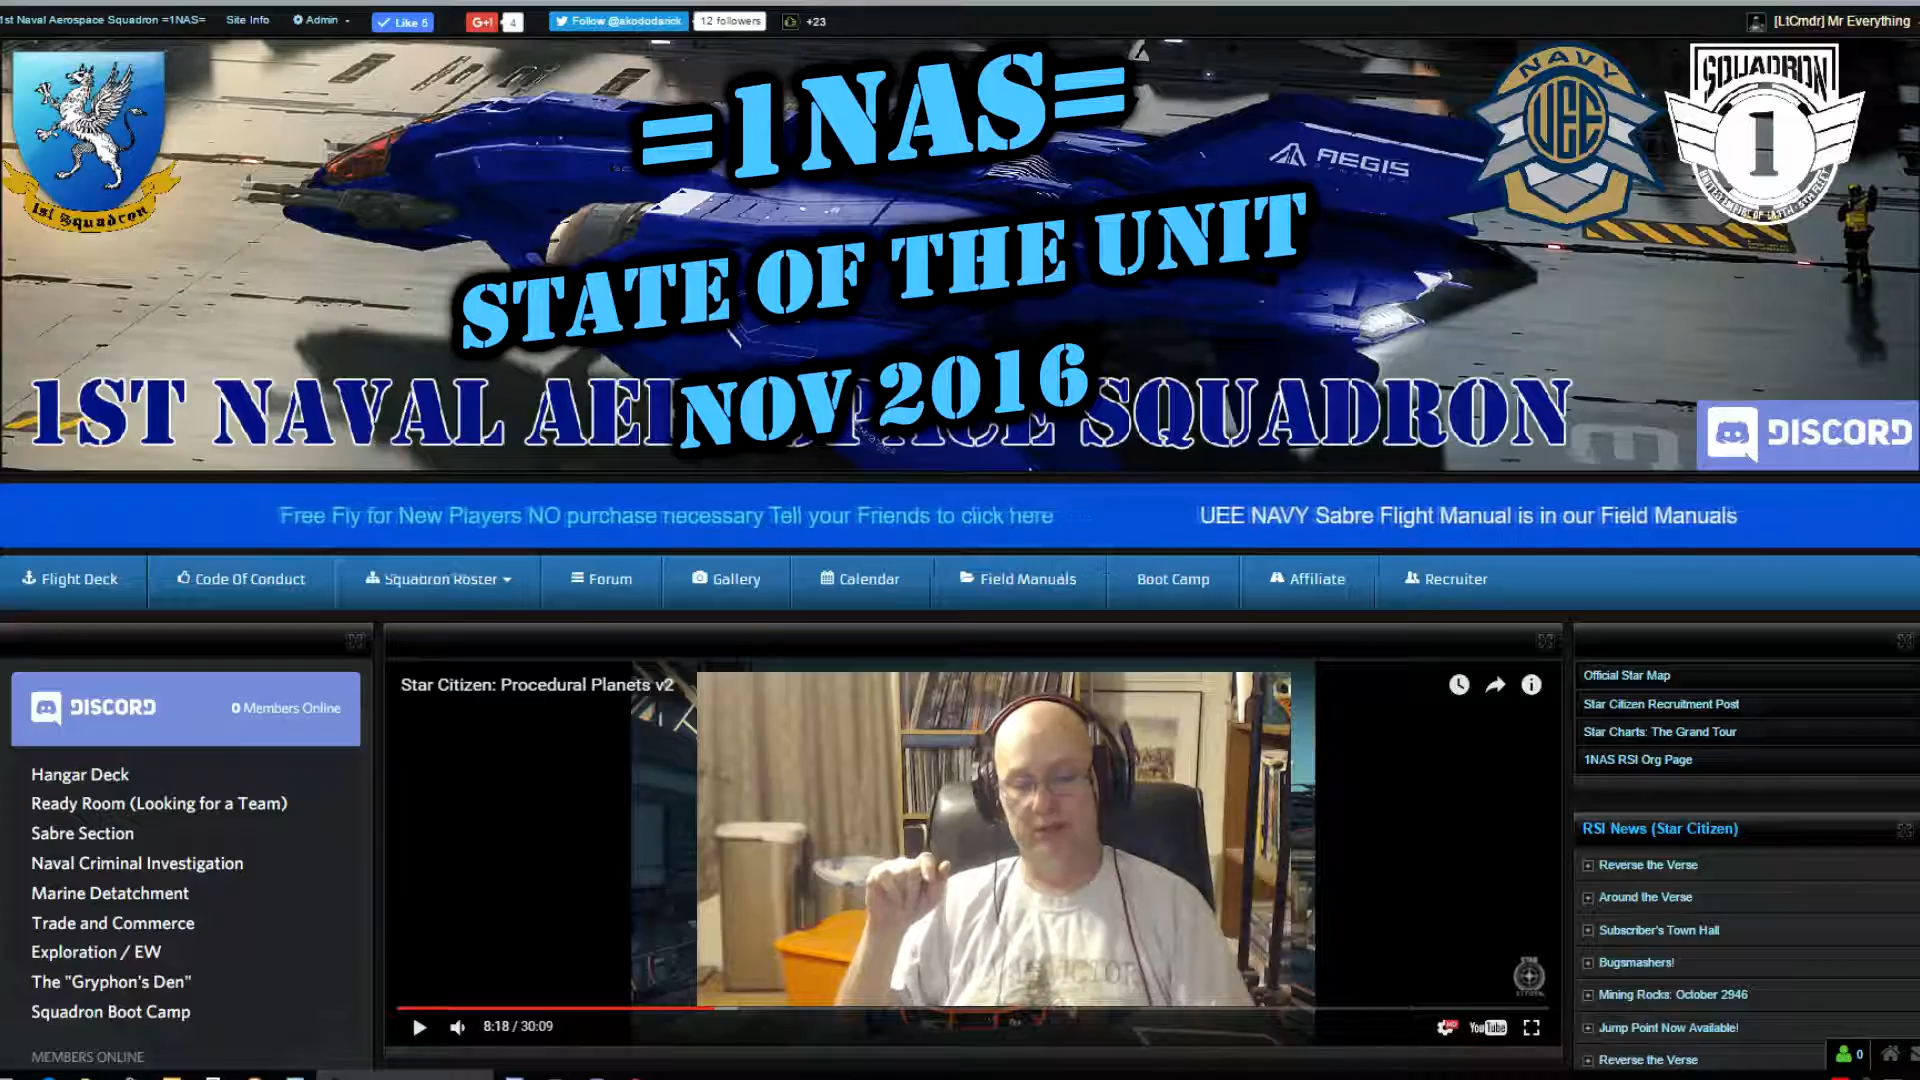 1st Naval Aerospace Squadron =1NAS=
Site Info
Admin
Like 5
G+1
4
Follow @akododarick
12 followers
+23
[LtCmdr] Mr Everything
=1NAS=
STATE OF THE UNIT
NOV 2016
1st Squadron
AEGIS
NAVY
UEE
SQUADRON
1
1ST NAVAL AE
SQUADRON
DISCORD
Free Fly for New Players NO purchase necessary Tell your Friends to click here
UEE NAVY Sabre Flight Manual is in our Field Manuals
Flight Deck
Code Of Conduct
Squadron Roster
Forum
Gallery
Calendar
Field Manuals
Boot Camp
Affiliate
Recruiter
DISCORD
0 Members Online
Hangar Deck
Ready Room (Looking for a Team)
Sabre Section
Naval Criminal Investigation
Marine Detatchment
Trade and Commerce
Exploration / EW
The "Gryphon's Den"
Squadron Boot Camp
MEMBERS ONLINE
Star Citizen: Procedural Planets v2
8:18 / 30:09
YouTube
Official Star Map
Star Citizen Recruitment Post
Star Charts: The Grand Tour
1NAS RSI Org Page
RSI News (Star Citizen)
Reverse the Verse
Around the Verse
Subscriber's Town Hall
Bugsmashers!
Mining Rocks: October 2946
Jump Point Now Available!
Reverse the Verse
0